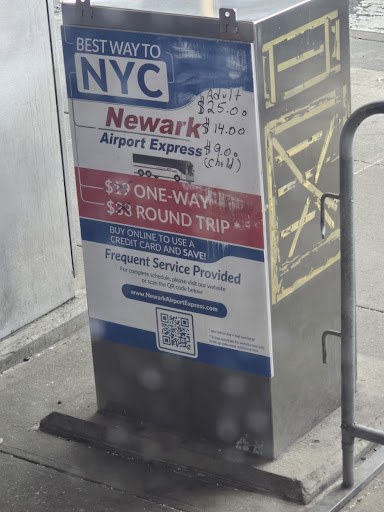 BEST WAY TO
NYC
Adult
$25.00
Newark $14.00
Airport Express $9.00
(child)
$19 ONE-WAY
$33 ROUND TRIP *
BUY ONLINE TO USE A
CREDIT CARD AND SAVE!
Frequent Service Provided
For complete schedule, please visit our website
or scan the QR code below:
www.NewarkAirportExpress.com